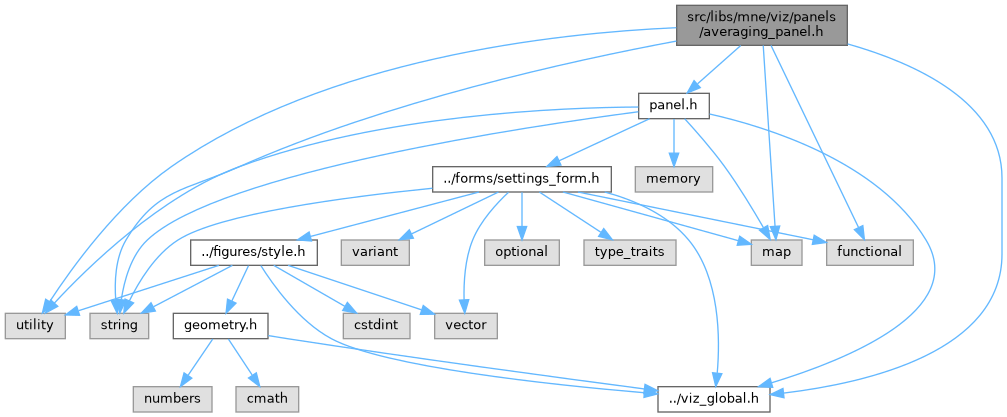 src/libs/mne/viz/panels
/averaging_panel.h
panel.h
../forms/settings_form.h
memory
../figures/style.h
variant
optional
type_traits
map
functional
utility
string
geometry.h
cstdint
vector
numbers
cmath
../viz_global.h